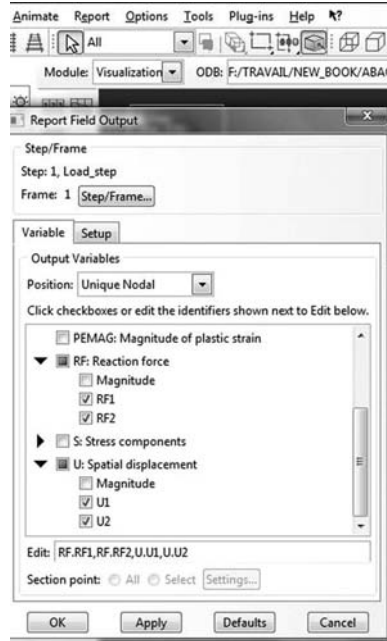 Animate Report Options Tools Plug-ins Help
All
Module: Visualization ODB: F:/TRAVAIL/NEW_BOOK/ABA
Report Field Output
Step/Frame
Step: 1, Load_step
Frame: 1 Step/Frame...
Variable Setup
Output Variables
Position: Unique Nodal
Click checkboxes or edit the identifiers shown next to Edit below.
PEMAG: Magnitude of plastic strain
RF: Reaction force
Magnitude
RF1
RF2
S: Stress components
U: Spatial displacement
Magnitude
U1
U2
Edit: RF.RF1,RF.RF2,U.U1,U.U2
Section point: All Select Settings...
OK Apply Defaults Cancel